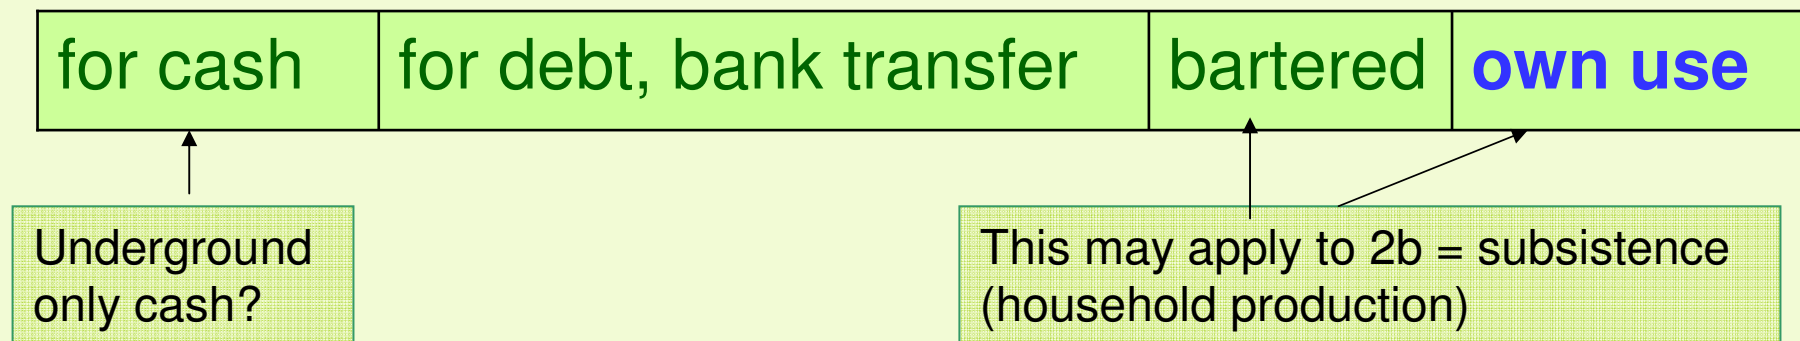 for cash for debt, bank transfer bartered own use
Underground
only cash?
This may apply to 2b = subsistence
(household production)